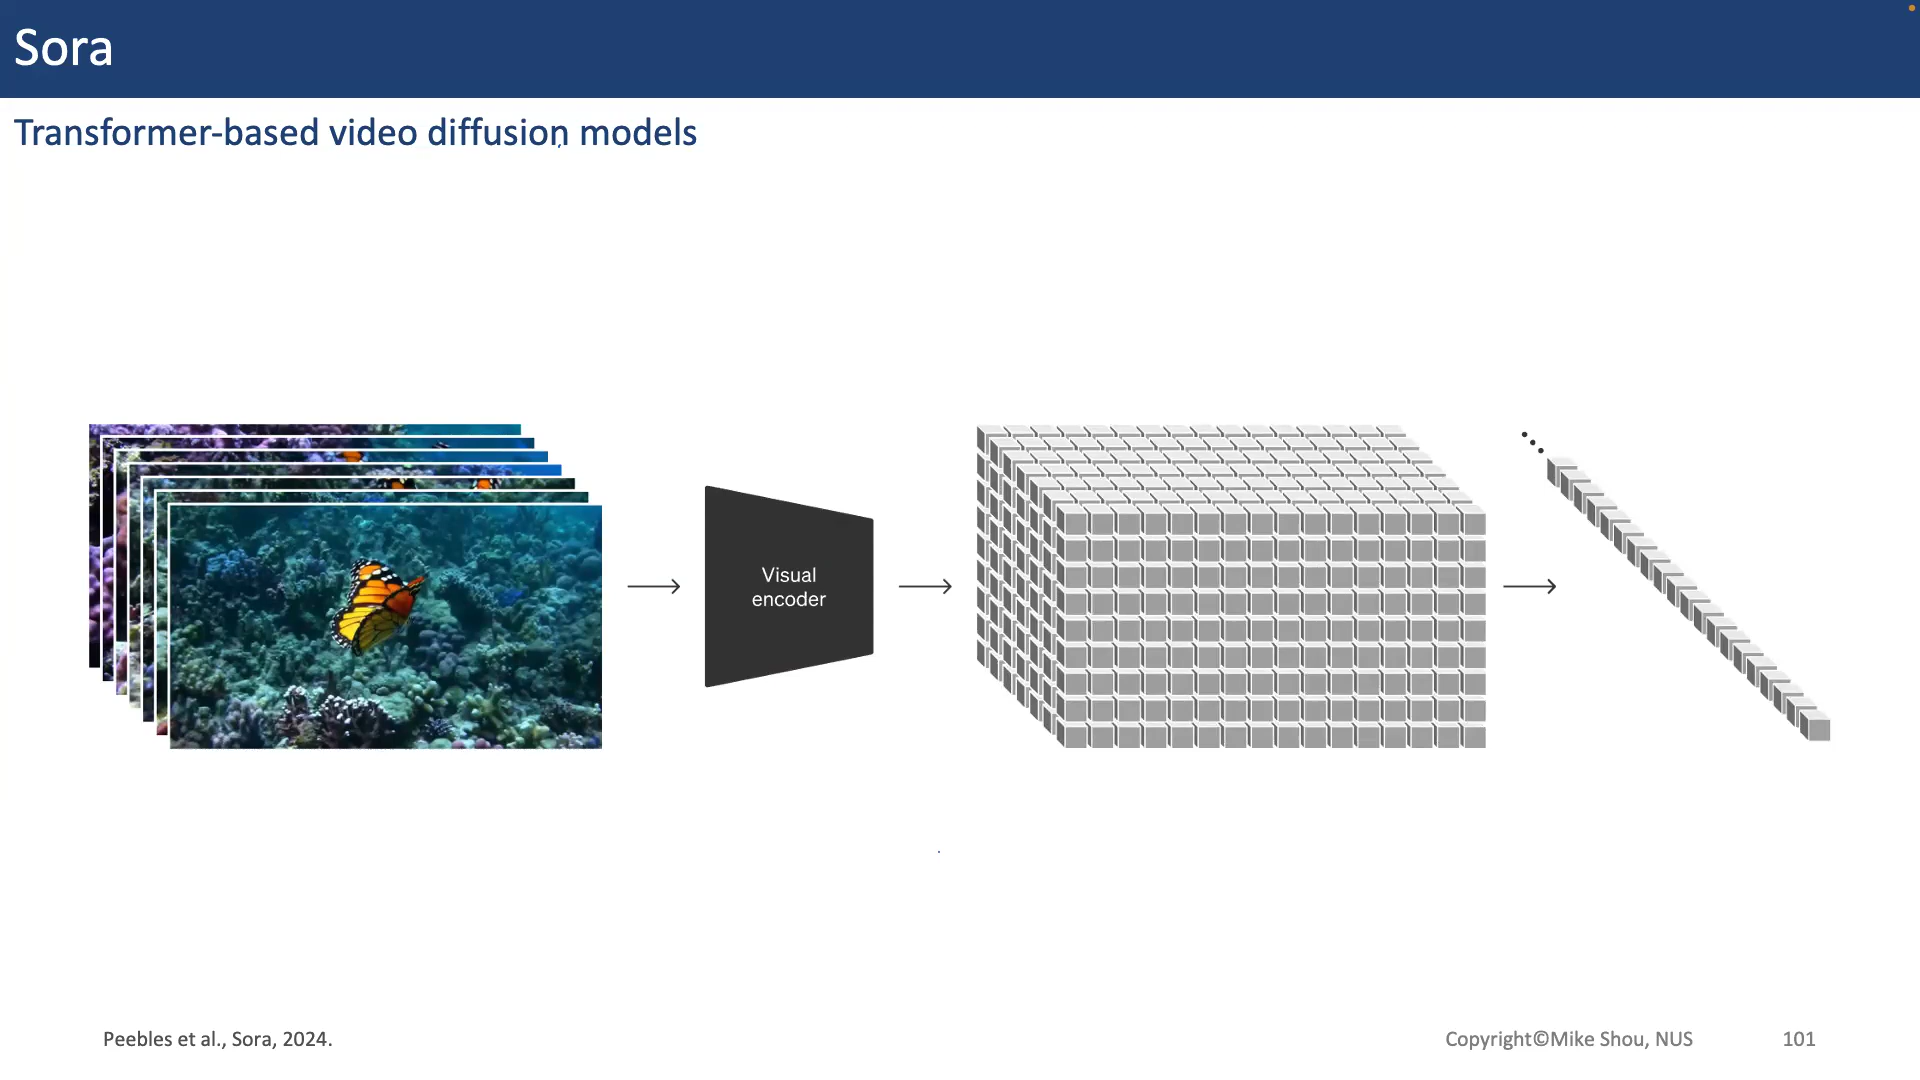 Sora
Transformer-based video diffusion models
Visual
encoder
Peebles et al., Sora, 2024.
Copyright©Mike Shou, NUS
101